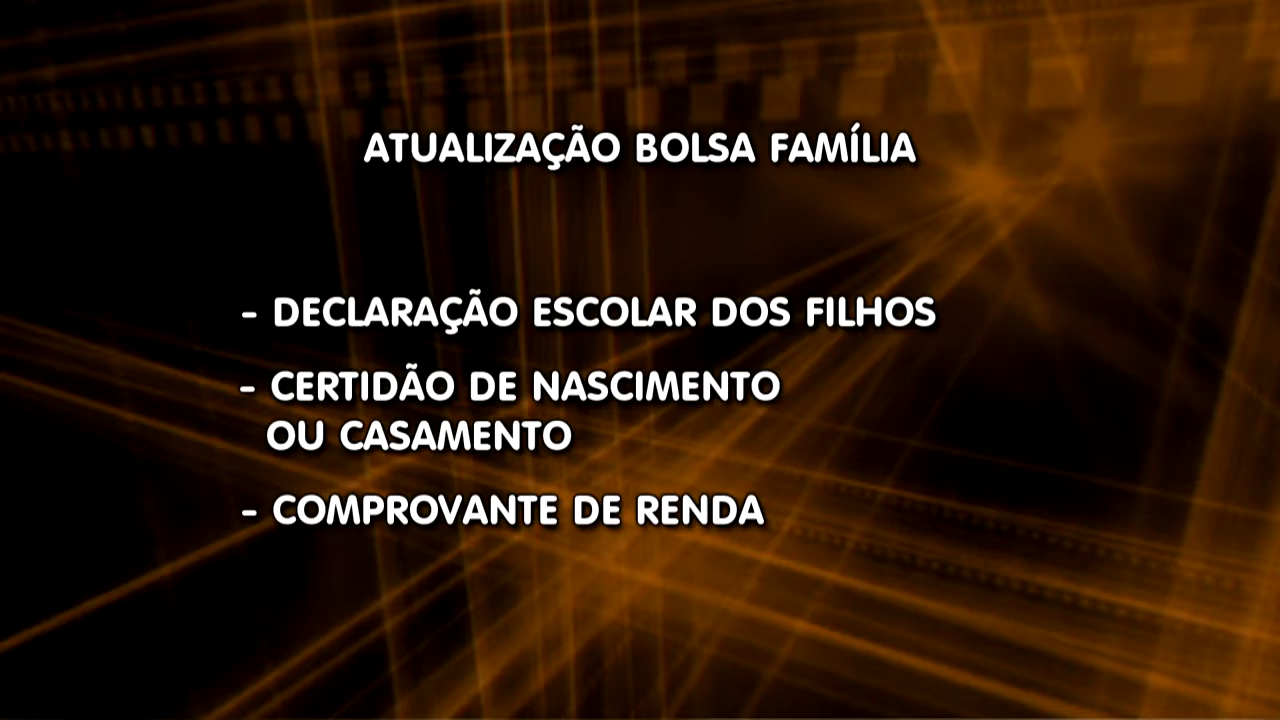 ATUALIZAÇÃO BOLSA FAMÍLIA
- DECLARAÇÃO ESCOLAR DOS FILHOS
- CERTIDÃO DE NASCIMENTO
OU CASAMENTO
- COMPROVANTE DE RENDA